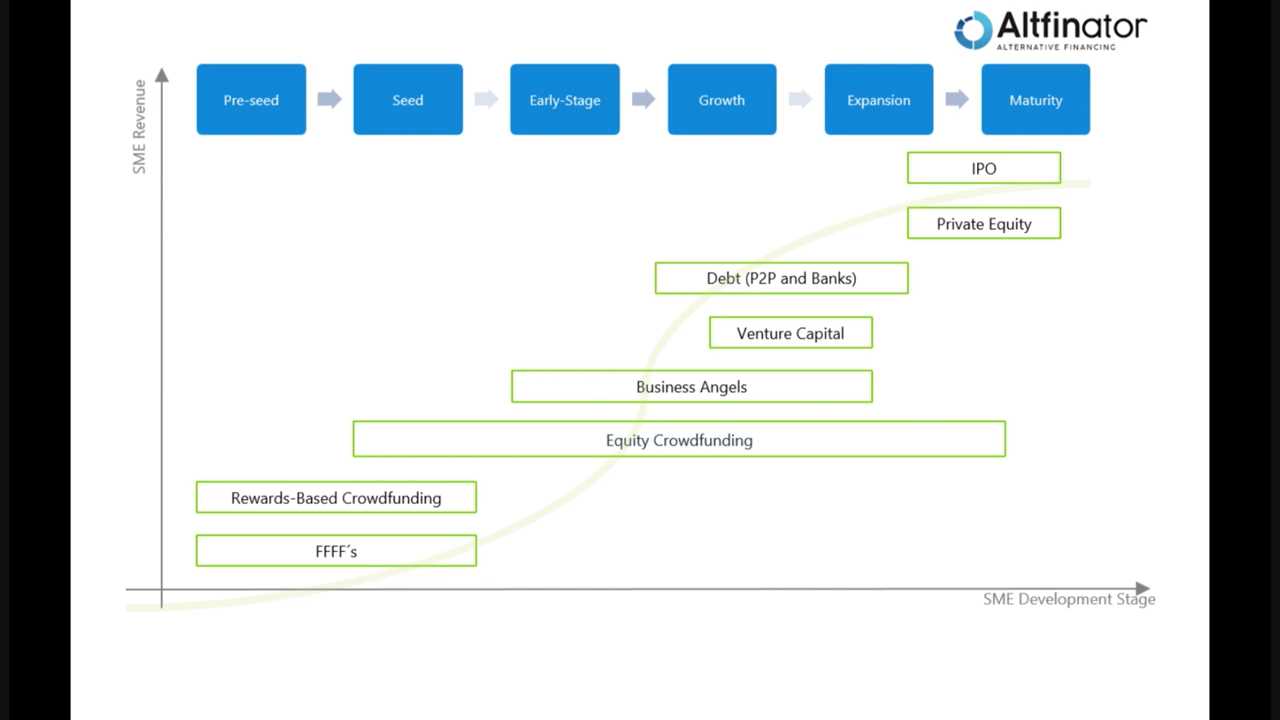 Altfinator
ALTERNATIVE FINANCING
SME Revenue
Pre-seed
Seed
Early-Stage
Growth
Expansion
Maturity
IPO
Private Equity
Debt (P2P and Banks)
Venture Capital
Business Angels
Equity Crowdfunding
Rewards-Based Crowdfunding
FFFF´s
SME Development Stage